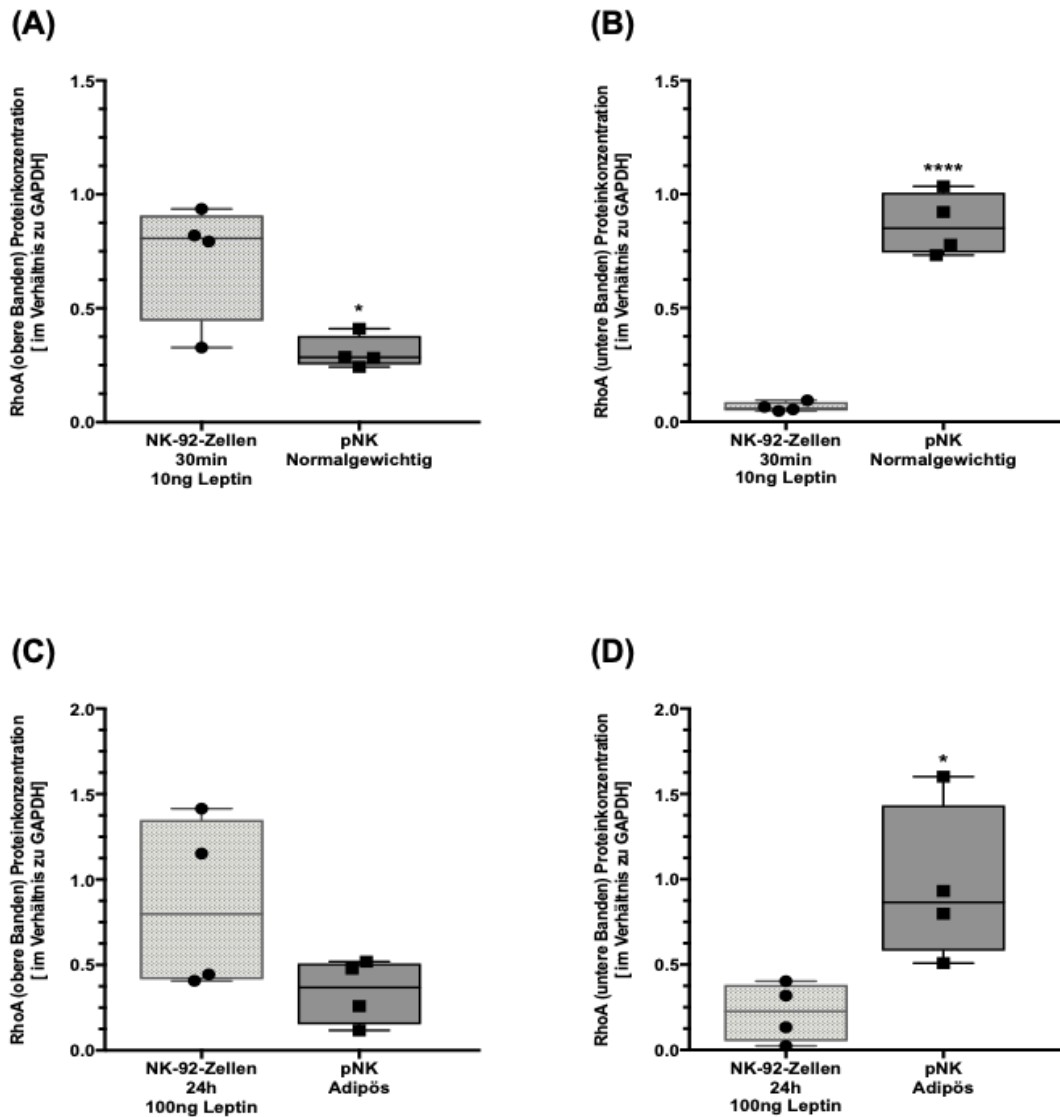 (A)
RhoA (obere Banden) Proteinkonzentration
[ im Verhältnis zu GAPDH]
1.5
1.0
0.5
0.0
*
NK-92-Zellen
30min
10ng Leptin
pNK
Normalgewichtig
(B)
RhoA (untere Banden) Proteinkonzentration
[ im Verhältnis zu GAPDH]
1.5
1.0
0.5
0.0
****
NK-92-Zellen
30min
10ng Leptin
pNK
Normalgewichtig
(C)
RhoA (obere Banden) Proteinkonzentration
[ im Verhältnis zu GAPDH]
2.0
1.5
1.0
0.5
0.0
NK-92-Zellen
24h
100ng Leptin
pNK
Adipös
(D)
RhoA (untere Banden) Proteinkonzentration
[ im Verhältnis zu GAPDH]
2.0
1.5
1.0
0.5
0.0
*
NK-92-Zellen
24h
100ng Leptin
pNK
Adipös